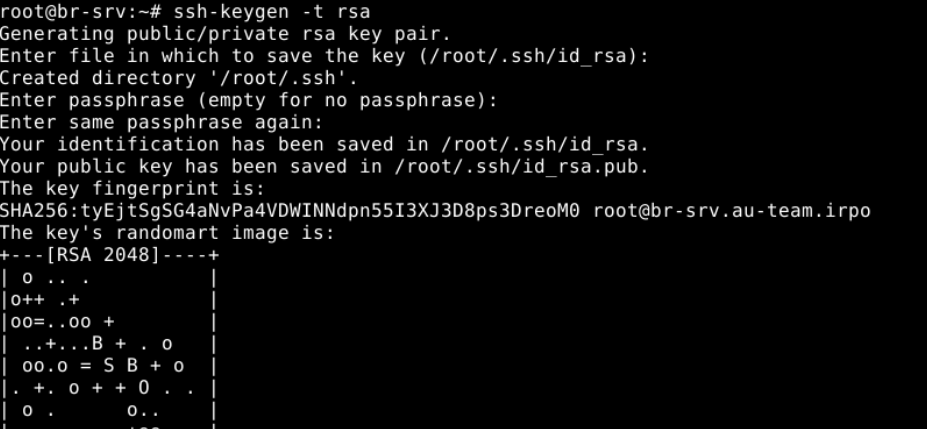 root@br-srv:~# ssh-keygen -t rsa
Generating public/private rsa key pair.
Enter file in which to save the key (/root/.ssh/id_rsa):
Created directory '/root/.ssh'.
Enter passphrase (empty for no passphrase):
Enter same passphrase again:
Your identification has been saved in /root/.ssh/id_rsa.
Your public key has been saved in /root/.ssh/id_rsa.pub.
The key fingerprint is:
SHA256:tyEjtSgSG4aNvPa4VDWINNdpn55I3XJ3D8ps3DreoM0 root@br-srv.au-team.irpo
The key's randomart image is:
+---[RSA 2048]----+
| o .. .          |
|o++ .+           |
|oo=..oo +        |
| ..+...B + . o   |
| oo.o = S B + o  |
|. +. o + + O . . |
| o .      o..    |